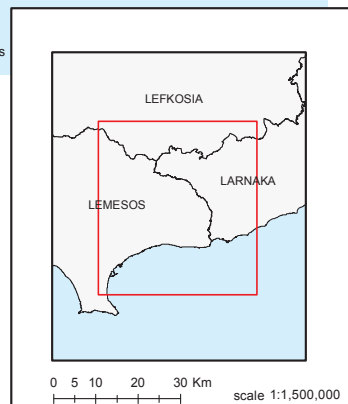 s
LEFKOSIA
LARNAKA
LEMESOS
0 5 10 20 30 Km
scale 1:1,500,000